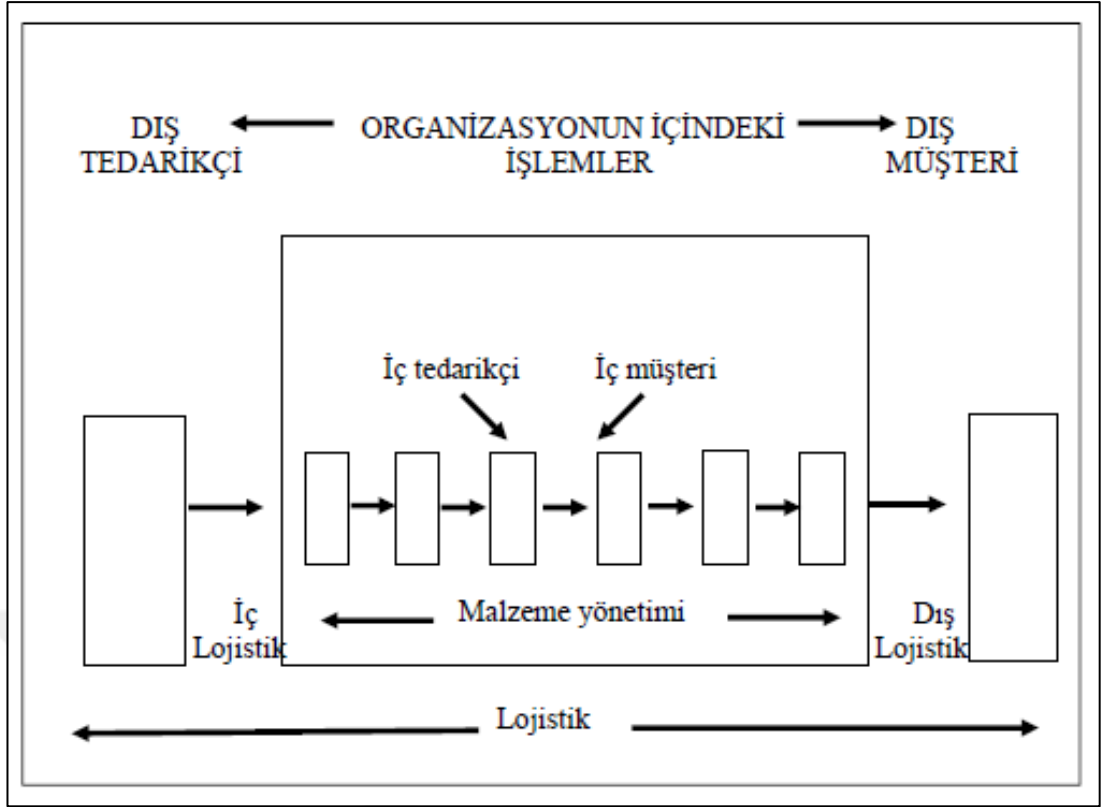 DIŞ ORGANİZASYONUN İÇİNDEKİ DIŞ
TEDARİKÇİ İŞLEMLER MÜŞTERİ
İç tedarikçi İç müşteri
İç Malzeme yönetimi Dış
Lojistik Lojistik
Lojistik